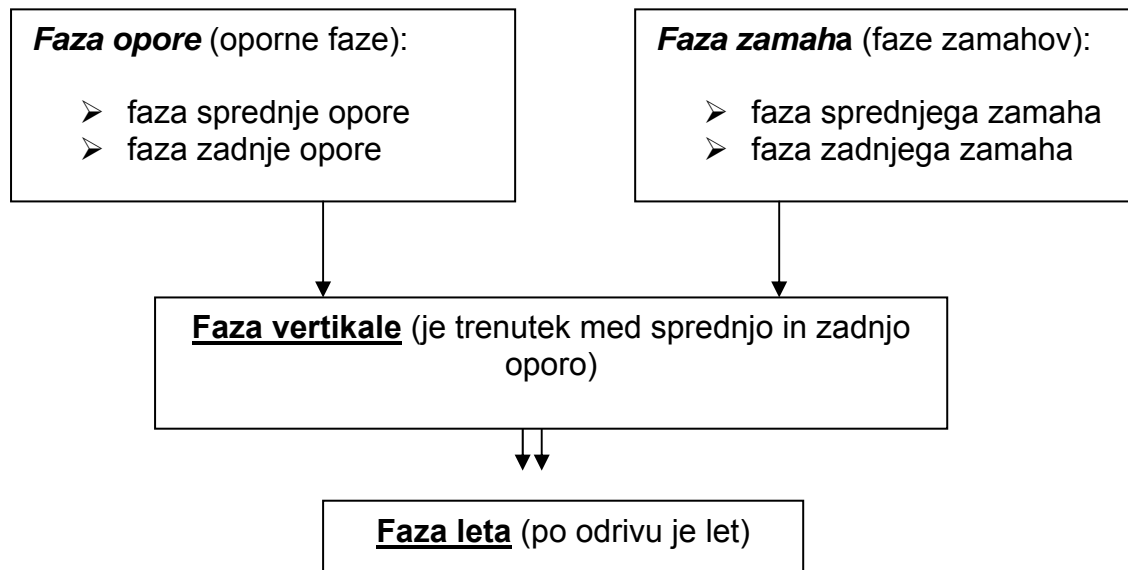 Faza opore (oporne faze):
➢ faza sprednje opore
➢ faza zadnje opore
Faza zamaha (faze zamahov):
➢ faza sprednjega zamaha
➢ faza zadnjega zamaha
Faza vertikale (je trenutek med sprednjo in zadnjo
oporo)
Faza leta (po odrivu je let)